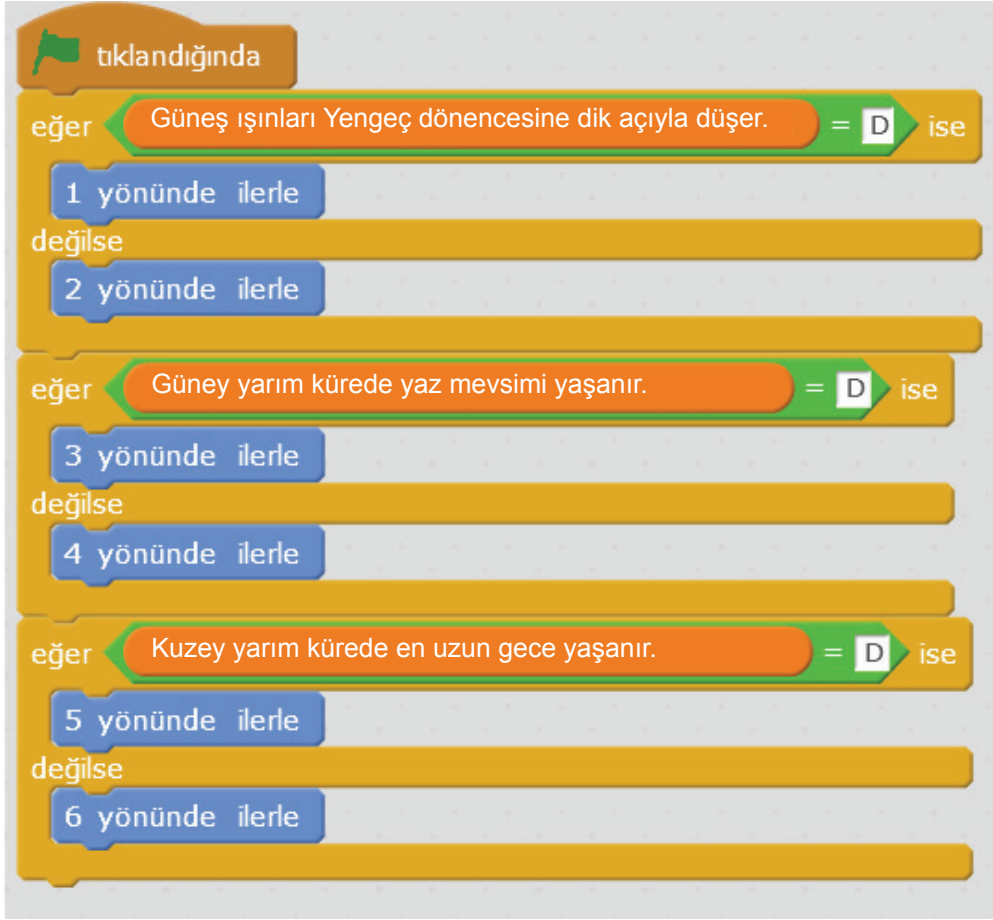 tıklandığında
eğer Güneş ışınları Yengeç dönencesine dik açıyla düşer. = D ise
1 yönünde ilerle
değilse
2 yönünde ilerle
eğer Güney yarım kürede yaz mevsimi yaşanır. = D ise
3 yönünde ilerle
değilse
4 yönünde ilerle
eğer Kuzey yarım kürede en uzun gece yaşanır. = D ise
5 yönünde ilerle
değilse
6 yönünde ilerle